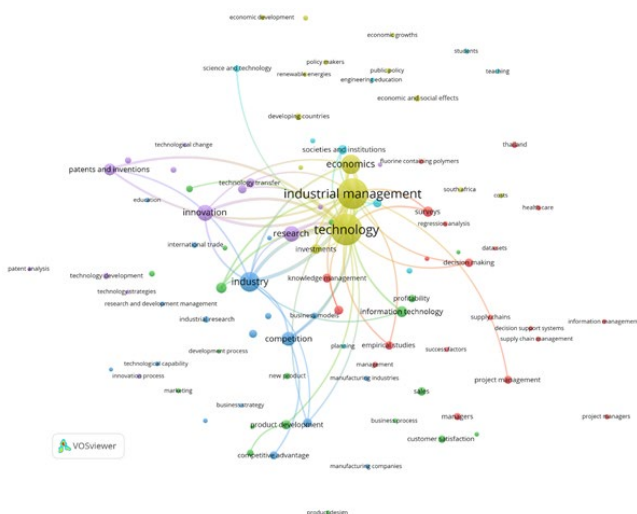 economic development
economic growths
students
policy makers
science and technology
public policy
renewable energies
engineering education
teaching
economic and social effects
developing countries
technological change
societies and institutions
thailand
economics
fluorine containing polymers
patents and inventions
technology transfer
industrial management
south africa
costs
education
innovation
surveys
health care
regression analysis
technology
research
international trade
investments
datasets
decision making
patent analysis
technology development
industry
knowledge management
technology strategies
profitability
research and development management
information technology
industrial research
business models
supply chains
information management
decision support systems
competition
supply chain management
planning
empirical studies
development process
success factors
technological capability
management
innovation process
new product
manufacturing industries
project management
marketing
sales
business strategy
managers
project managers
product development
business process
customer satisfaction
VOSviewer
competitive advantage
manufacturing companies
product design